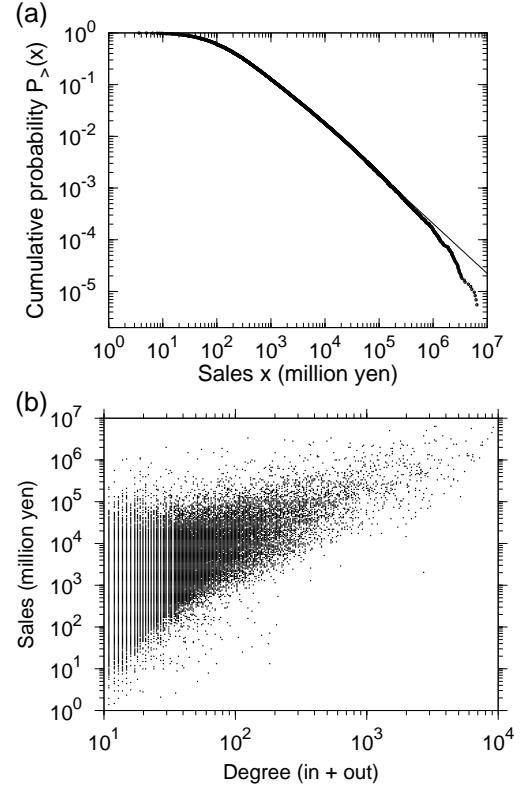 (a)
Cumulative probability P_>(x)
10^0
10^-1
10^-2
10^-3
10^-4
10^-5
10^0 10^1 10^2 10^3 10^4 10^5 10^6 10^7
Sales x (million yen)
(b)
Sales (million yen)
10^7
10^6
10^5
10^4
10^3
10^2
10^1
10^0
10^1 10^2 10^3 10^4
Degree (in + out)